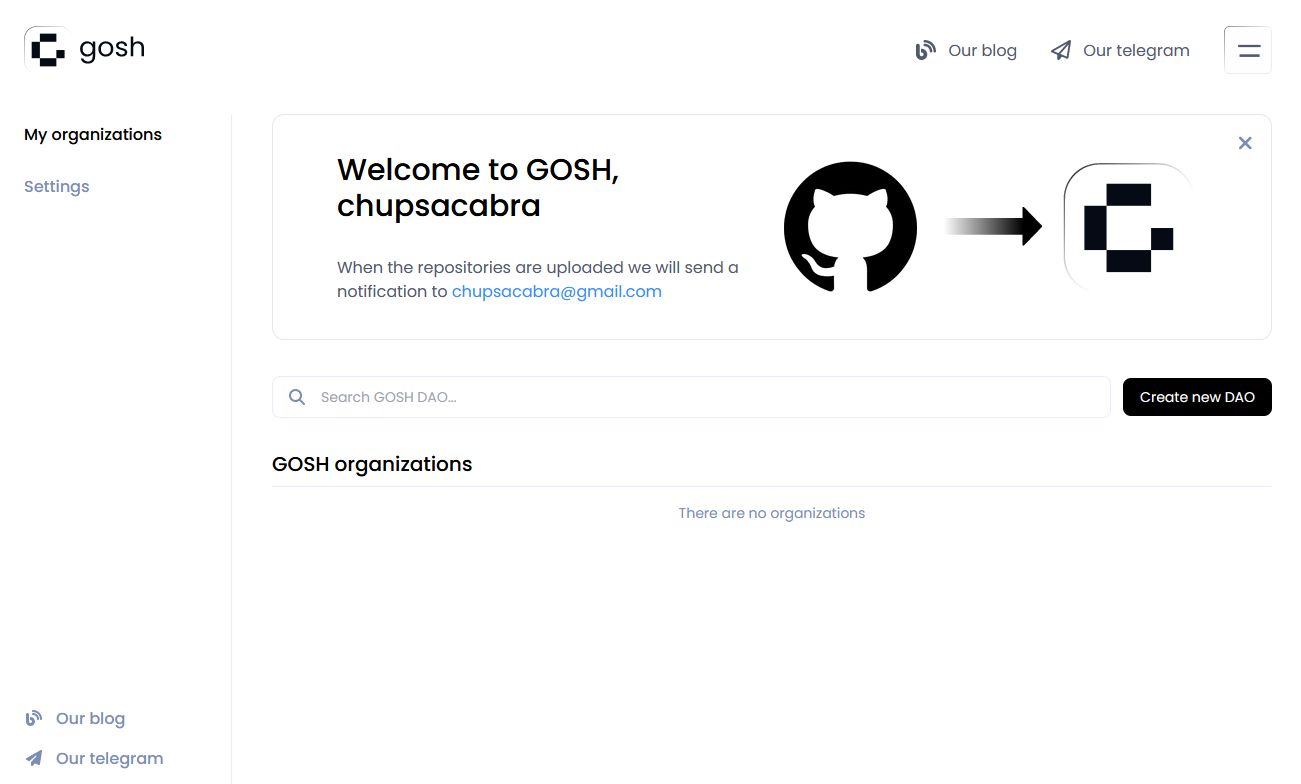 gosh
Our blog
Our telegram
My organizations
Settings
Welcome to GOSH,
chupsacabra
When the repositories are uploaded we will send a
notification to chupsacabra@gmail.com
Search GOSH DAO...
Create new DAO
GOSH organizations
There are no organizations
Our blog
Our telegram